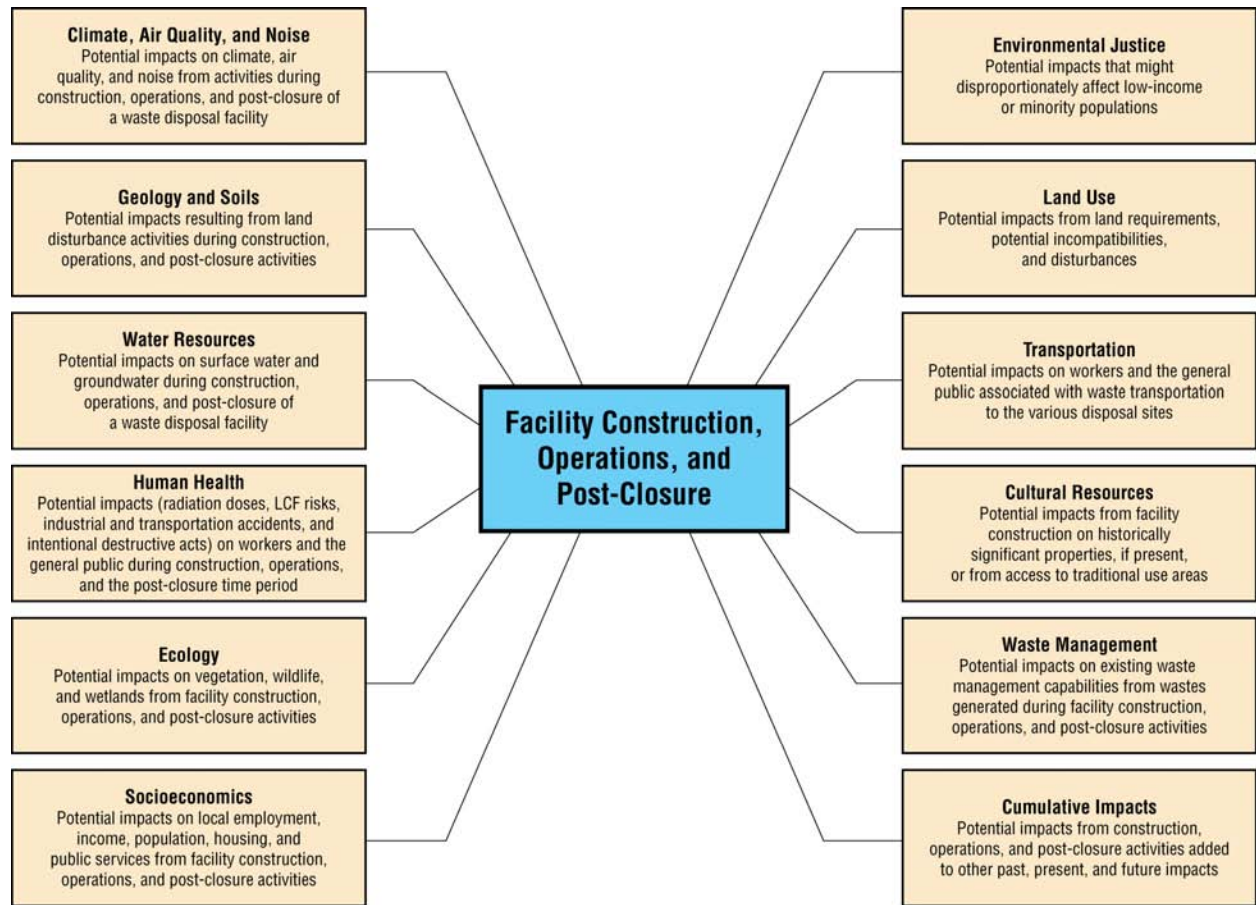 Climate, Air Quality, and Noise
Potential impacts on climate, air
quality, and noise from activities during
construction, operations, and post-closure of
a waste disposal facility
Geology and Soils
Potential impacts resulting from land
disturbance activities during construction,
operations, and post-closure activities
Water Resources
Potential impacts on surface water and
groundwater during construction,
operations, and post-closure of
a waste disposal facility
Human Health
Potential impacts (radiation doses, LCF risks,
industrial and transportation accidents, and
intentional destructive acts) on workers and the
general public during construction, operations,
and the post-closure time period
Ecology
Potential impacts on vegetation, wildlife,
and wetlands from facility construction,
operations, and post-closure activities
Socioeconomics
Potential impacts on local employment,
income, population, housing, and
public services from facility construction,
operations, and post-closure activities
Facility Construction,
Operations, and
Post-Closure
Environmental Justice
Potential impacts that might
disproportionately affect low-income
or minority populations
Land Use
Potential impacts from land requirements,
potential incompatibilities,
and disturbances
Transportation
Potential impacts on workers and the general
public associated with waste transportation
to the various disposal sites
Cultural Resources
Potential impacts from facility
construction on historically
significant properties, if present,
or from access to traditional use areas
Waste Management
Potential impacts on existing waste
management capabilities from wastes
generated during facility construction,
operations, and post-closure activities
Cumulative Impacts
Potential impacts from construction,
operations, and post-closure activities added
to other past, present, and future impacts